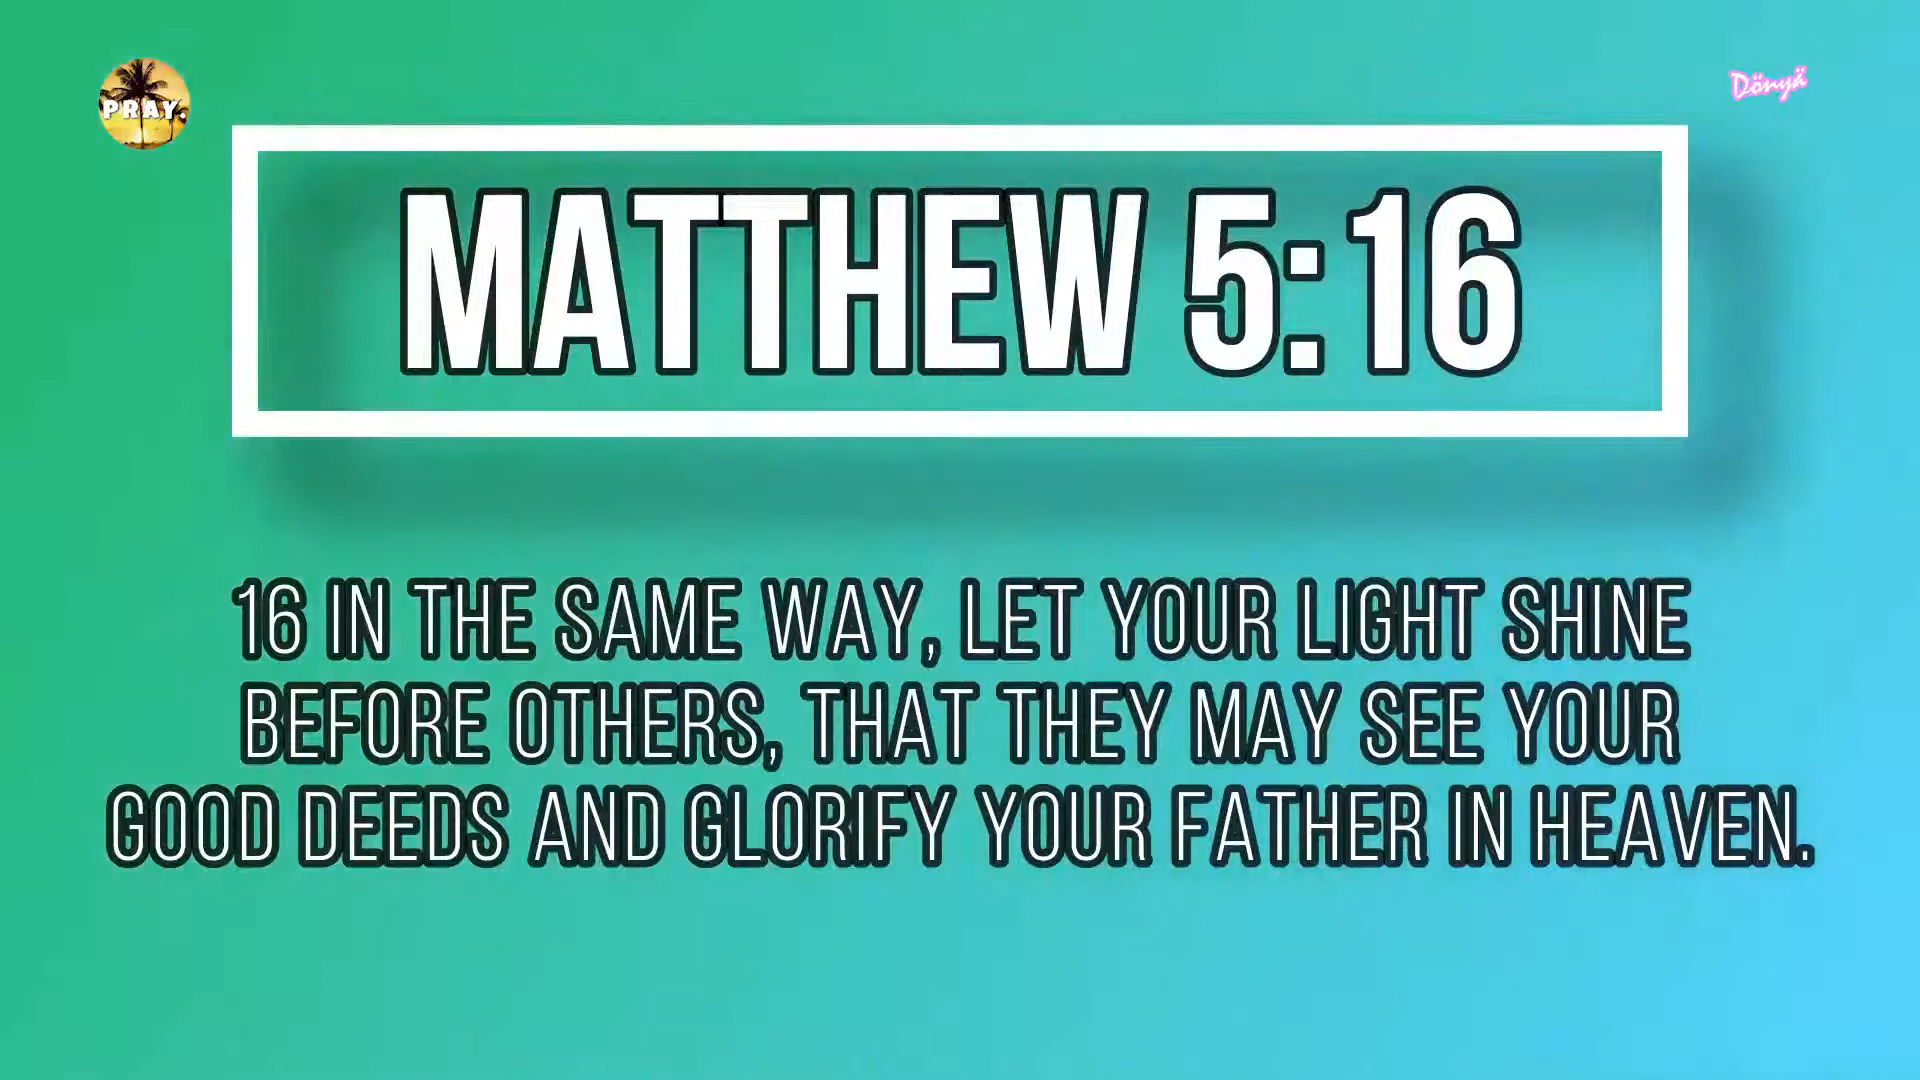 PRAY.
Dönyä
MATTHEW 5:16
16 IN THE SAME WAY, LET YOUR LIGHT SHINE
BEFORE OTHERS, THAT THEY MAY SEE YOUR
GOOD DEEDS AND GLORIFY YOUR FATHER IN HEAVEN.